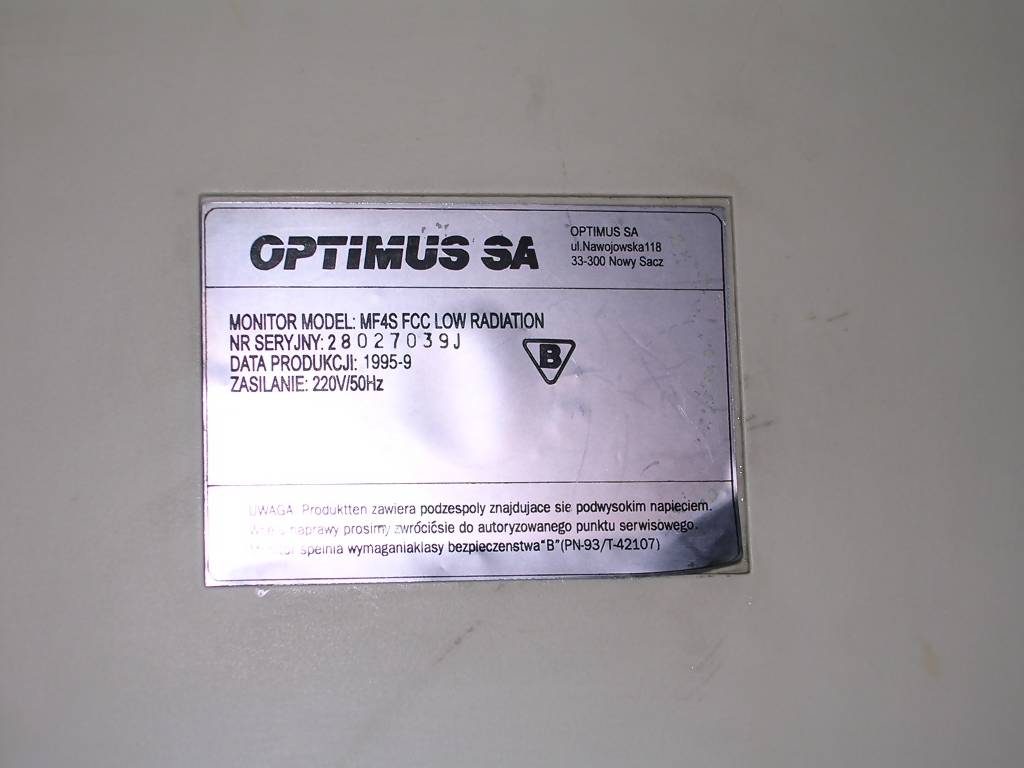 OPTIMUS SA
OPTIMUS SA
ul.Nawojowska118
33-300 Nowy Sacz
MONITOR MODEL: MF4S FCC LOW RADIATION
NR SERYJNY: 28027039J
DATA PRODUKCJI: 1995-9
ZASILANIE: 220V/50Hz
B
UWAGA Produktten zawiera podzespoly znajdujace sie podwysokim napieciem.
naprawy prosimy zwrócićsie do autoryzowanego punktu serwisowego.
spelnia wymaganiaklasy bezpieczenstwa"B"(PN-93/T-42107)